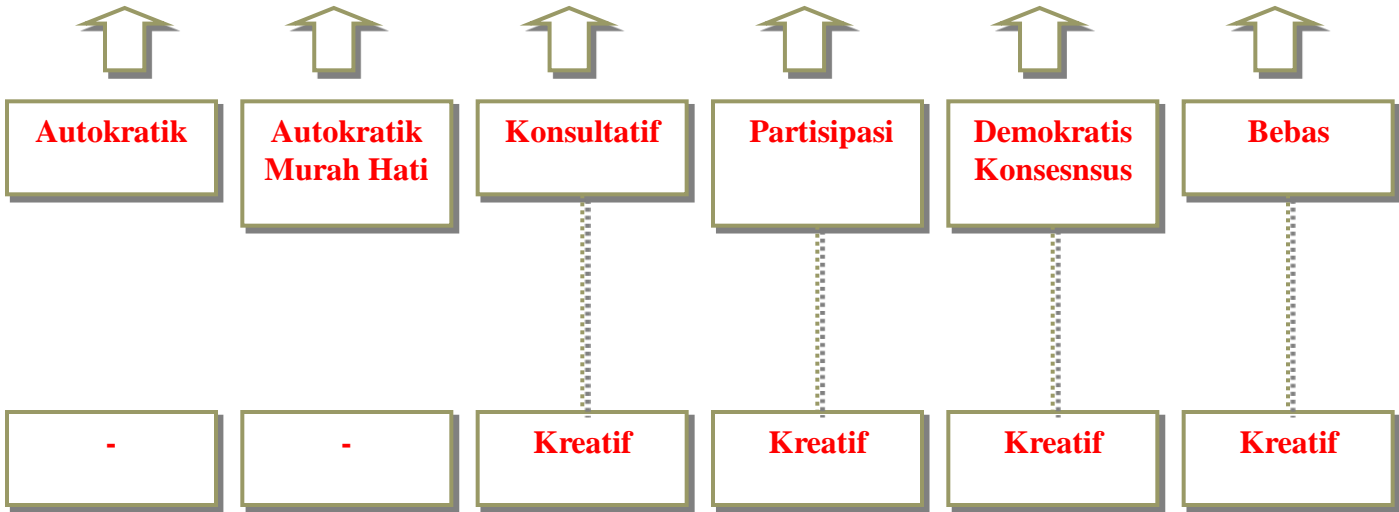 Autokratik
Autokratik
Murah Hati
Konsultatif
Partisipasi
Demokratis
Konsesnsus
Bebas
-
-
Kreatif
Kreatif
Kreatif
Kreatif